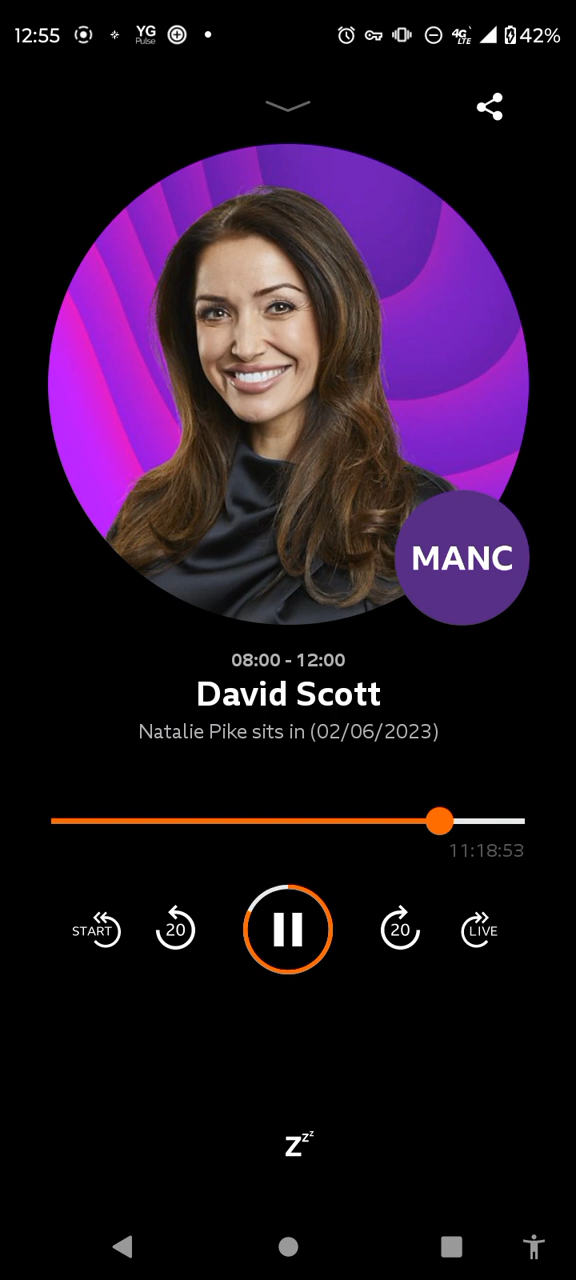 12:55 YG 4G 42%
Pulse LTE
MANC
08:00 - 12:00
David Scott
Natalie Pike sits in (02/06/2023)
11:18:53
START 20 20 LIVE
Zzz